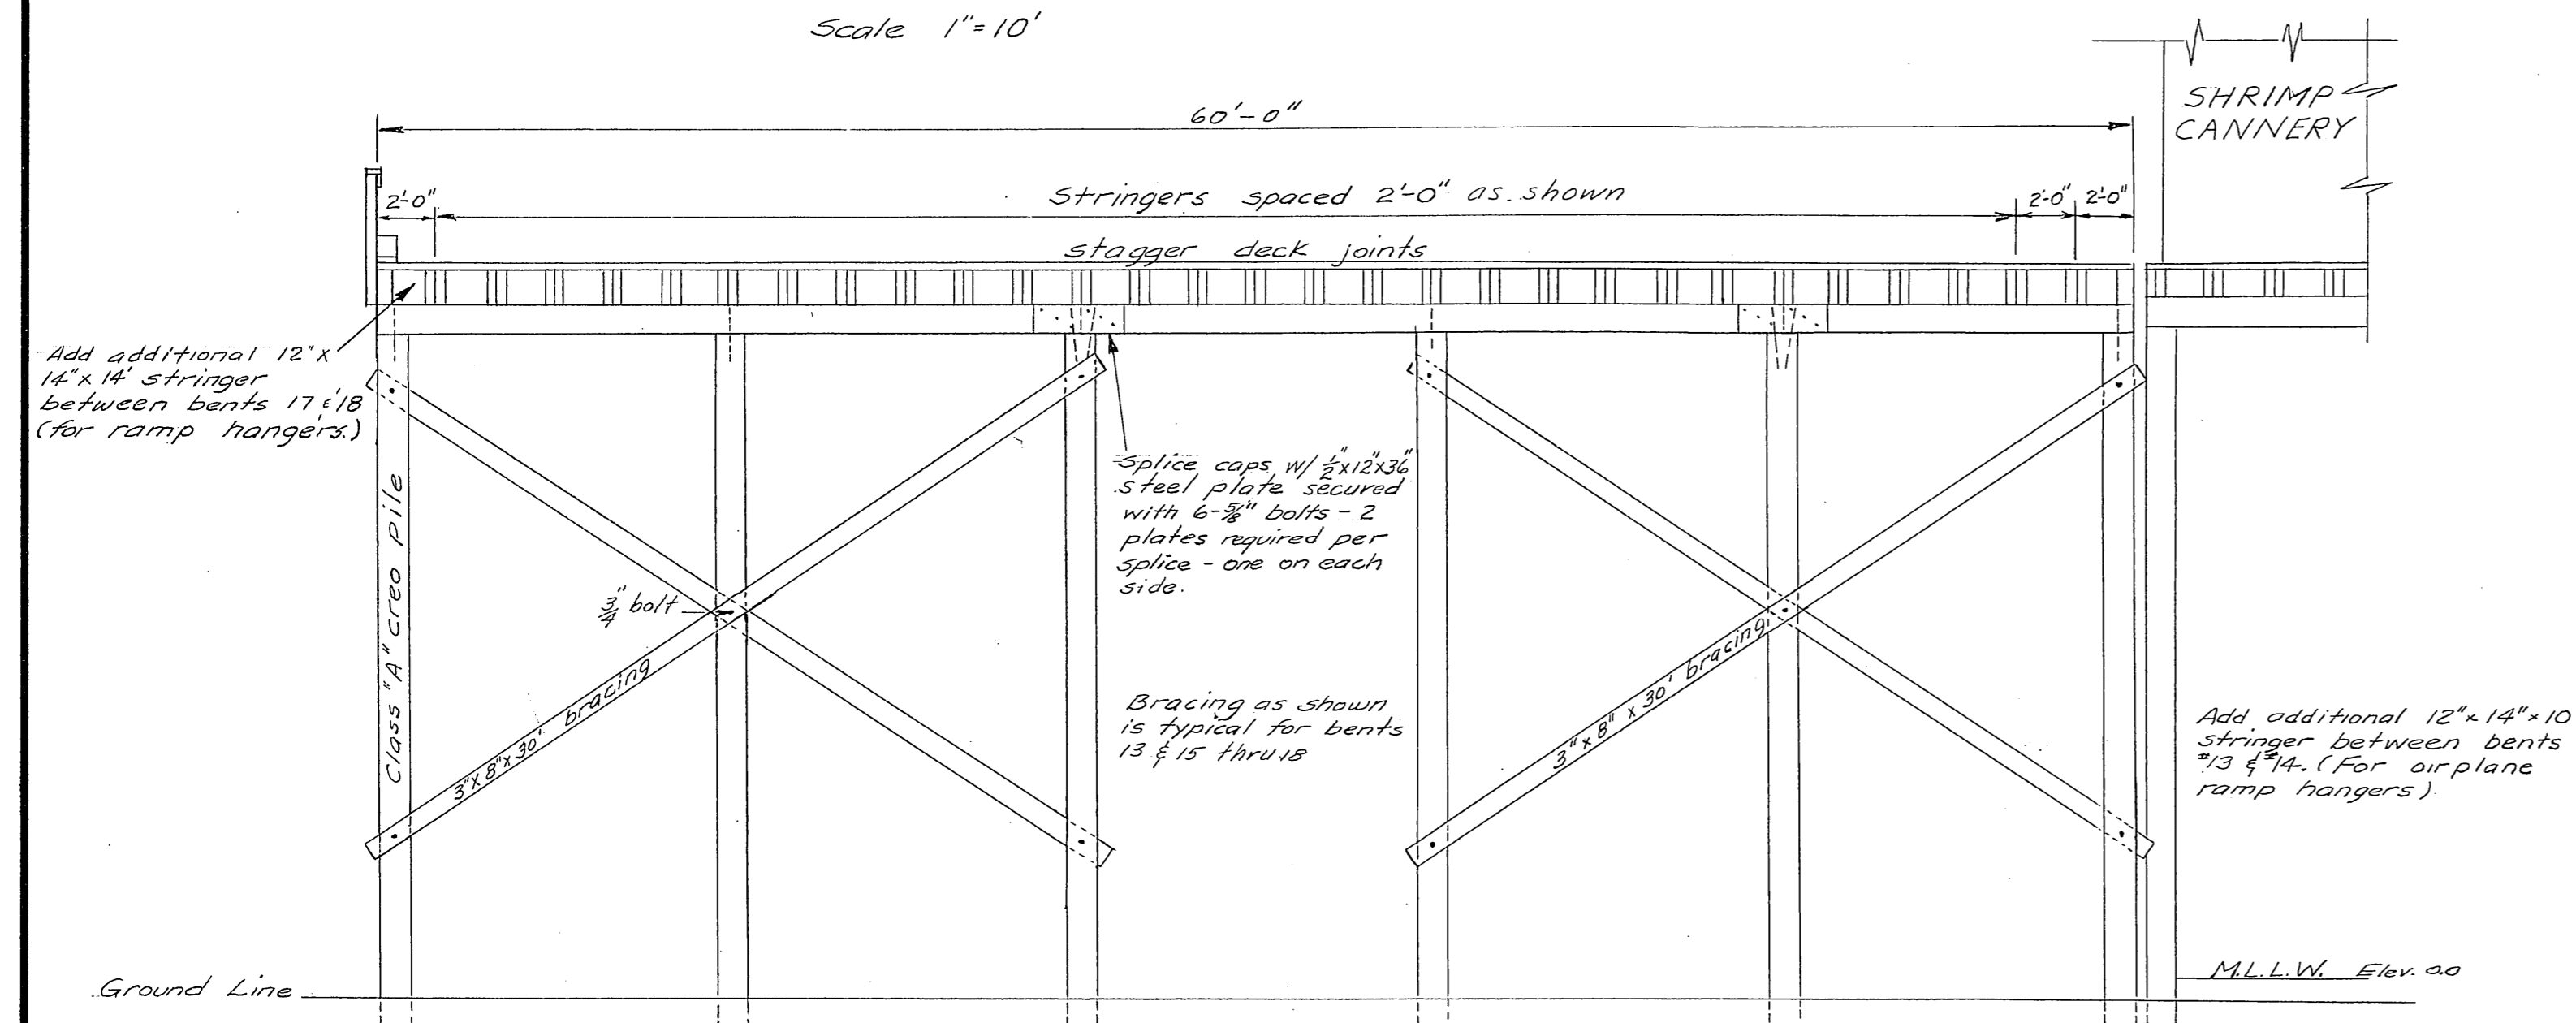 Scale 1"=10'
SHRIMP
CANNERY
60'-0"
2'-0"
Stringers spaced 2'-0" as shown
2'-0"
2'-0"
stagger deck joints
Add additional 12"x
14"x14' stringer
between bents 17 & 18
(for ramp hangers.)
Splice caps w/ 1/2"x12"x36"
steel plate secured
with 6-5/8" bolts - 2
plates required per
splice - one on each
side.
Class "A" creo pile
3/4" bolt
3"x8"x30' bracing
3"x8"x30' bracing
Bracing as shown
is typical for bents
13 & 15 thru 18
Add additional 12"x14"x10
stringer between bents
#13 & #14. (For airplane
ramp hangers)
M.L.L.W. Elev. 0.0
Ground Line